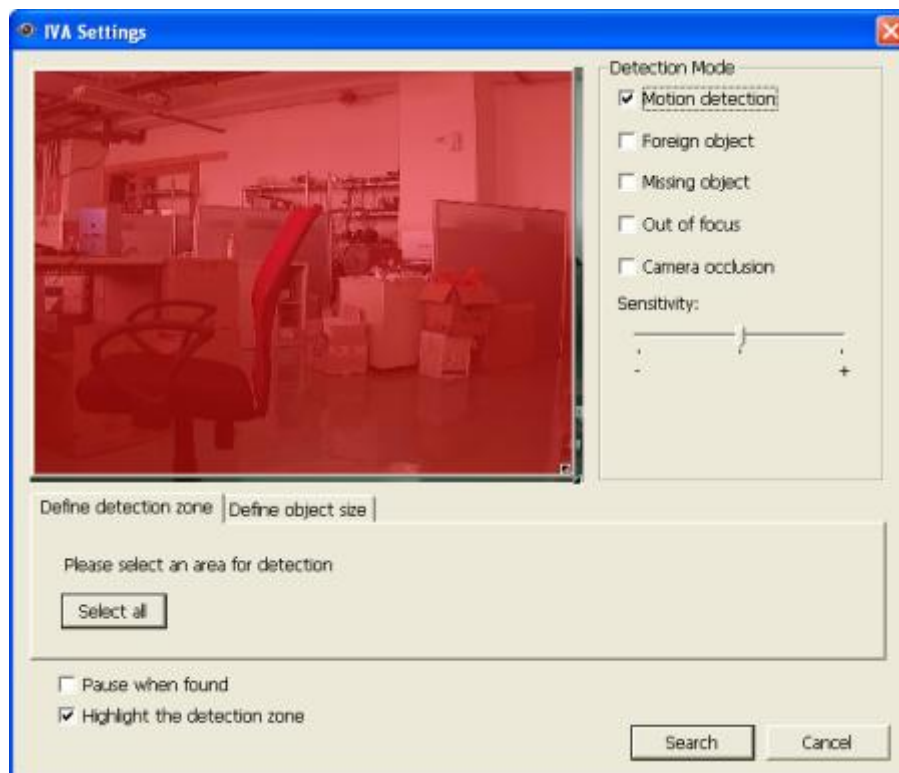 IVA Settings
Detection Mode
Motion detection
Foreign object
Missing object
Out of focus
Camera occlusion
Sensitivity:
- +
Define detection zone
Define object size
Please select an area for detection
Select all
Pause when found
Highlight the detection zone
Search
Cancel